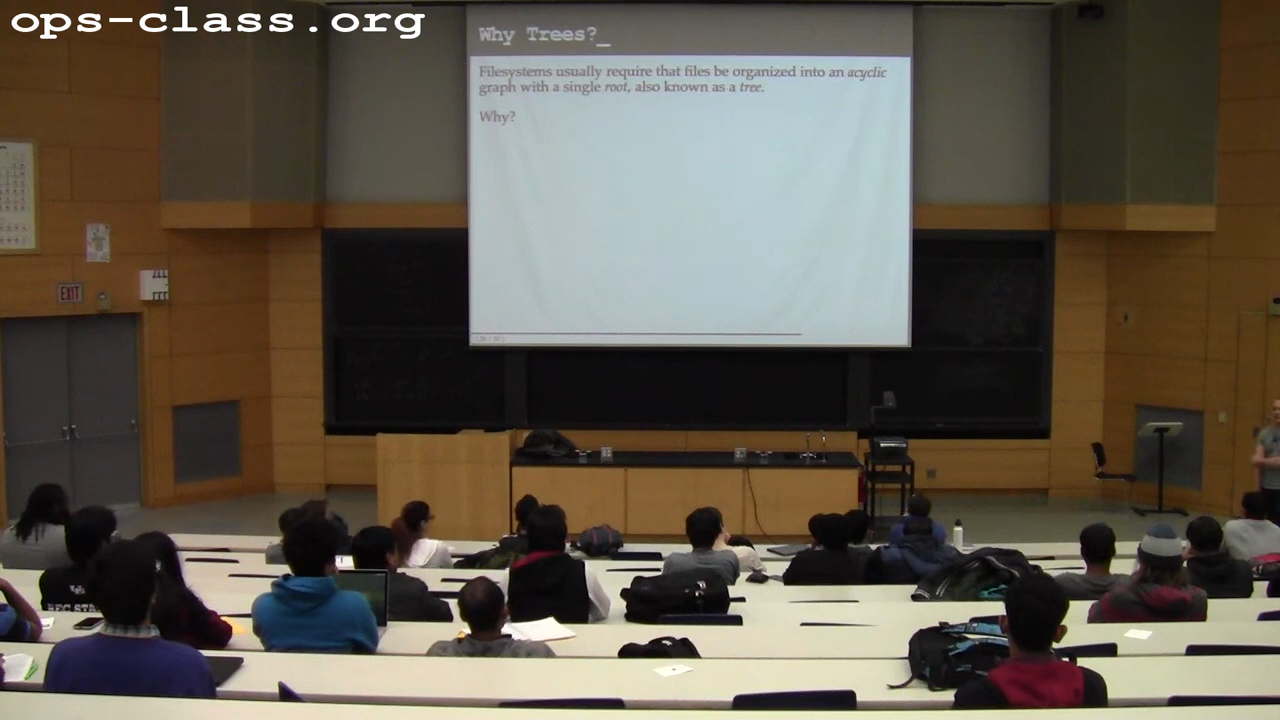 ops-class.org
Why Trees?_
Filesystems usually require that files be organized into an acyclic
graph with a single root, also known as a tree.
Why?
EXIT